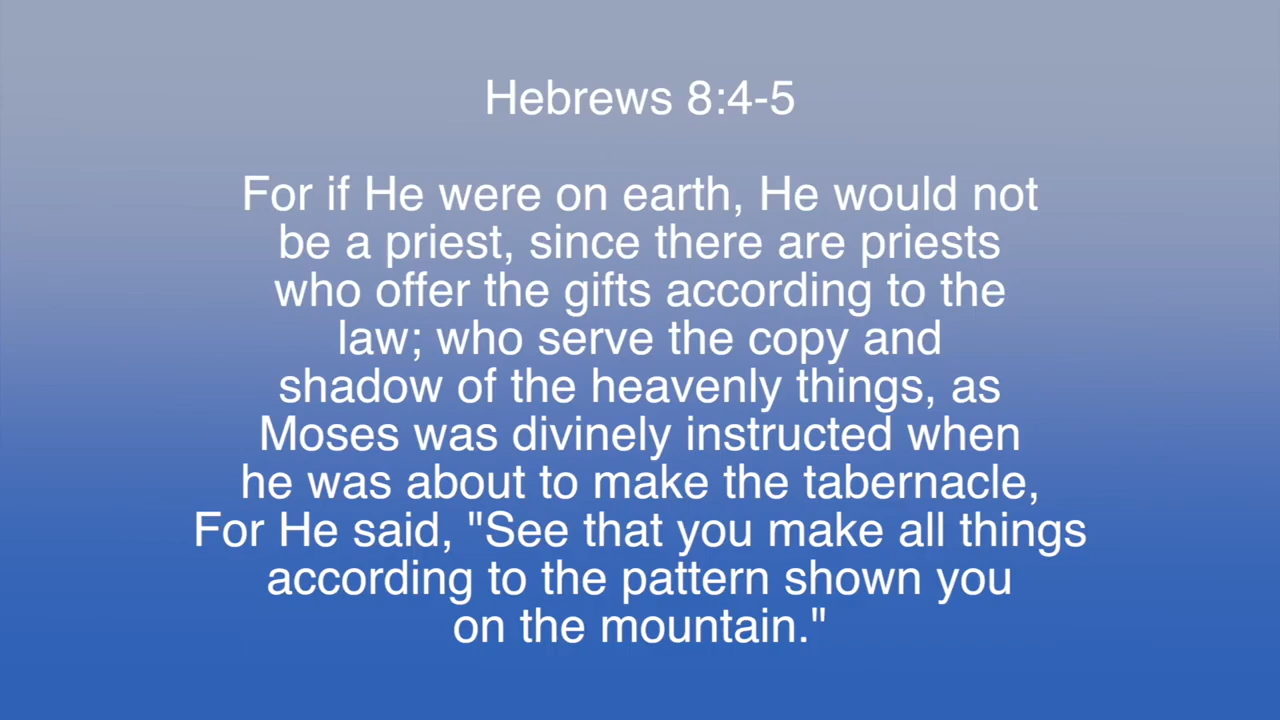 Hebrews 8:4-5
For if He were on earth, He would not
be a priest, since there are priests
who offer the gifts according to the
law; who serve the copy and
shadow of the heavenly things, as
Moses was divinely instructed when
he was about to make the tabernacle,
For He said, "See that you make all things
according to the pattern shown you
on the mountain."